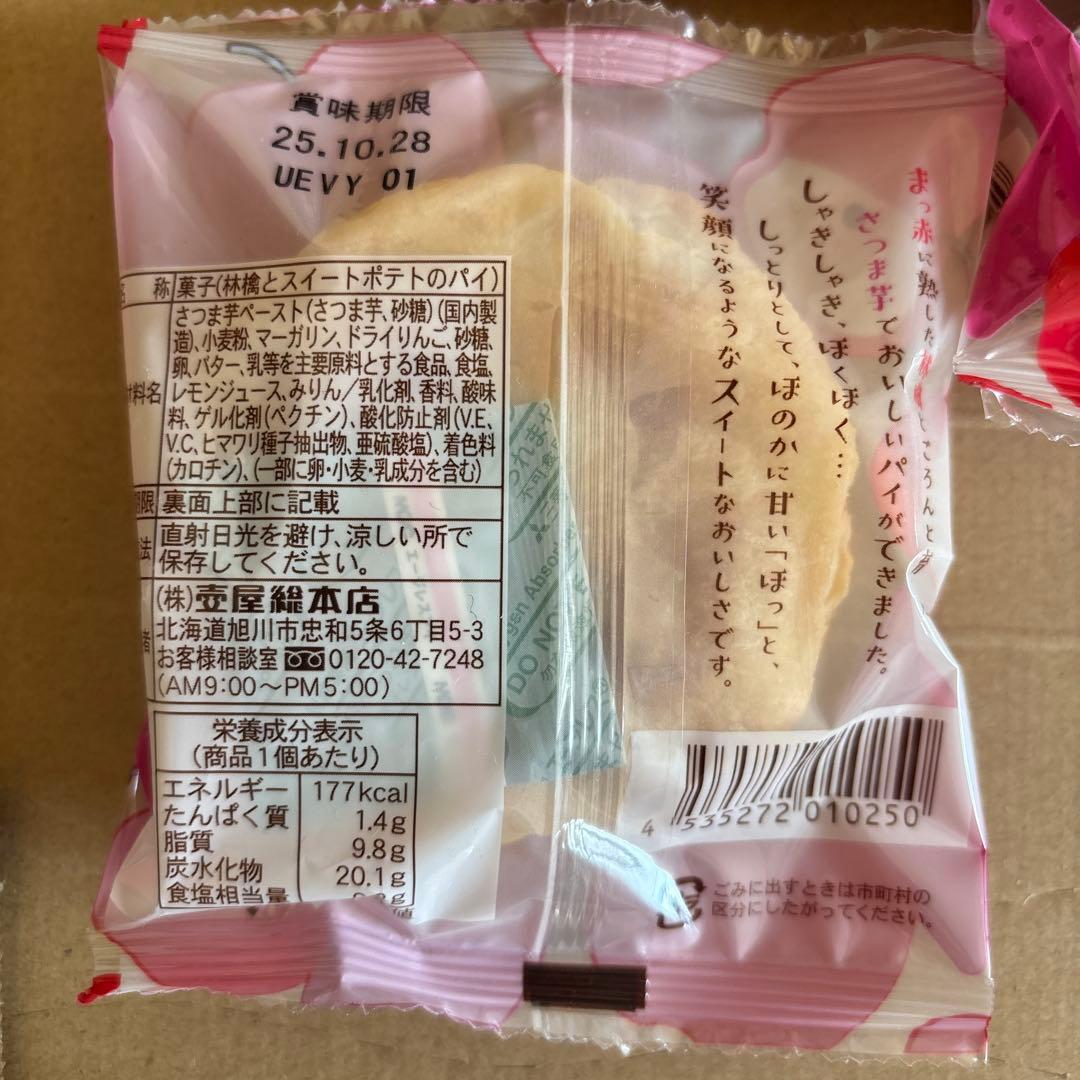 賞味期限
25.10.28
UEVY 01
称 菓子(林檎とスイートポテトのパイ)
材料名 さつま芋ペースト(さつま芋、砂糖)(国内製
造)、小麦粉、マーガリン、ドライりんご、砂糖、
卵、バター、乳等を主要原料とする食品、食塩、
レモンジュース、みりん/乳化剤、香料、酸味
料、ゲル化剤(ペクチン)、酸化防止剤(V.E、
V.C、ヒマワリ種子抽出物、亜硫酸塩)、着色料
(カロチン)、(一部に卵・小麦・乳成分を含む)
期限 裏面上部に記載
法 直射日光を避け、涼しい所で
保存してください。
者 (株)壺屋総本店
北海道旭川市忠和5条6丁目5-3
お客様相談室 0120-42-7248
(AM9:00〜PM5:00)
栄養成分表示
(商品1個あたり)
エネルギー 177kcal
たんぱく質 1.4g
脂質 9.8g
炭水化物 20.1g
食塩相当量
まっ赤に熟した ころんと
さつま芋でおいしいパイができました。
しゃきしゃき、ほくほく…
しっとりとして、ほのかに甘い「ほっ」と、
笑顔になるようなスイートなおいしさです。
DO NO
4 535272 010250
ごみに出すときは市町村の
区分にしたがってください。